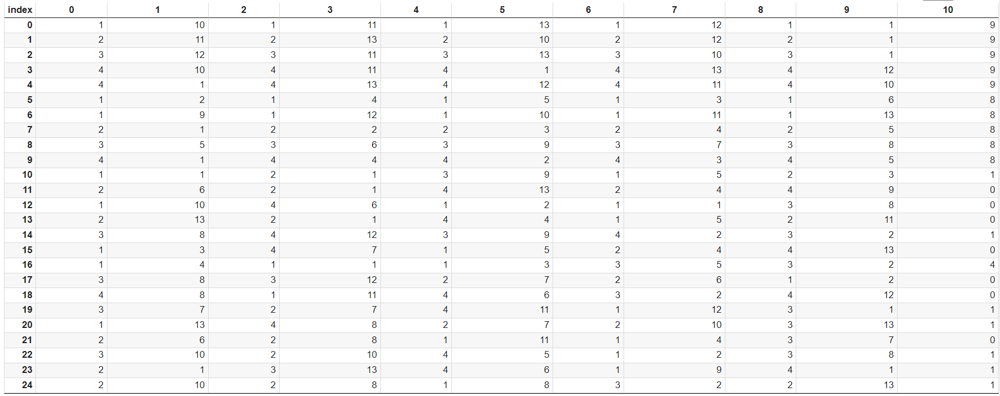 index 0 1 2 3 4 5 6 7 8 9 10
0 1 10 1 11 1 13 1 12 1 1 9
1 2 11 2 13 2 10 2 12 2 1 9
2 3 12 3 11 3 13 3 10 3 1 9
3 4 10 4 11 4 1 4 13 4 12 9
4 4 1 4 13 4 12 4 11 4 10 9
5 1 2 1 4 1 5 1 3 1 6 8
6 1 9 1 12 1 10 1 11 1 13 8
7 2 1 2 2 2 3 2 4 2 5 8
8 3 5 3 6 3 9 3 7 3 8 8
9 4 1 4 4 4 2 4 3 4 5 8
10 1 1 2 1 3 9 1 5 2 3 1
11 2 6 2 1 4 13 2 4 4 9 0
12 1 10 4 6 1 2 1 1 3 8 0
13 2 13 2 1 4 4 1 5 2 11 0
14 3 8 4 12 3 9 4 2 3 2 1
15 1 3 4 7 1 5 2 4 4 13 0
16 1 4 1 1 1 3 3 5 3 2 4
17 3 8 3 12 2 7 2 6 1 2 0
18 4 8 1 11 4 6 3 2 4 12 0
19 3 7 2 7 4 11 1 12 3 1 1
20 1 13 4 8 2 7 2 10 3 13 1
21 2 6 2 8 1 11 1 4 3 7 0
22 3 10 2 10 4 5 1 2 3 8 1
23 2 1 3 13 4 6 1 9 4 1 1
24 2 10 2 8 1 8 3 2 2 13 1